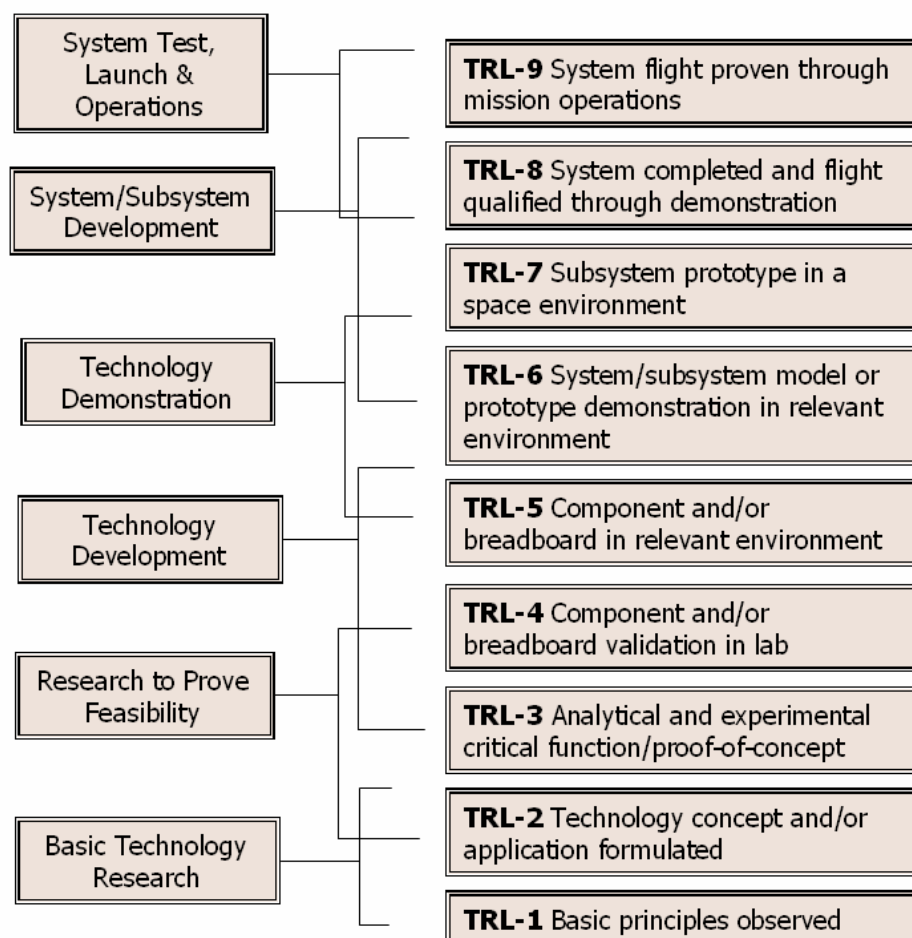 System Test,
Launch &
Operations
System/Subsystem
Development
Technology
Demonstration
Technology
Development
Research to Prove
Feasibility
Basic Technology
Research
TRL-9 System flight proven through
mission operations
TRL-8 System completed and flight
qualified through demonstration
TRL-7 Subsystem prototype in a
space environment
TRL-6 System/subsystem model or
prototype demonstration in relevant
environment
TRL-5 Component and/or
breadboard in relevant environment
TRL-4 Component and/or
breadboard validation in lab
TRL-3 Analytical and experimental
critical function/proof-of-concept
TRL-2 Technology concept and/or
application formulated
TRL-1 Basic principles observed